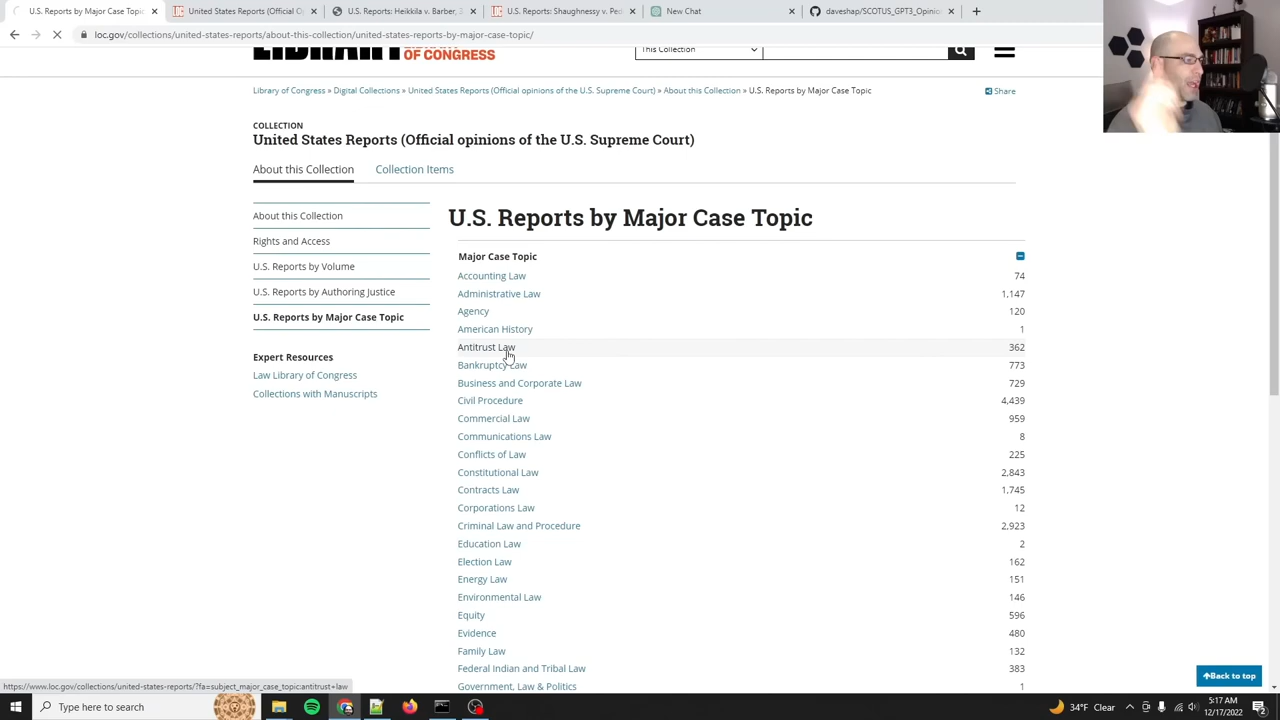 U.S. Reports by Major Case Topic
U.S. Reports: Heikkila v. Barber, 3
U.S. Reports: Shaughnessy v. Ped
New Chat
daveshap/SCOTUS_GPT3_Opinio
loc.gov/collections/united-states-reports/about-this-collection/united-states-reports-by-major-case-topic/
LIBRARY
OF CONGRESS
This Collection
Library of Congress » Digital Collections » United States Reports (Official opinions of the U.S. Supreme Court) » About this Collection » U.S. Reports by Major Case Topic
Share
COLLECTION
United States Reports (Official opinions of the U.S. Supreme Court)
About this Collection
Collection Items
About this Collection
Rights and Access
U.S. Reports by Volume
U.S. Reports by Authoring Justice
U.S. Reports by Major Case Topic
Expert Resources
Law Library of Congress
Collections with Manuscripts
U.S. Reports by Major Case Topic
Major Case Topic
Accounting Law 74
Administrative Law 1,147
Agency 120
American History 1
Antitrust Law 362
Bankruptcy Law 773
Business and Corporate Law 729
Civil Procedure 4,439
Commercial Law 959
Communications Law 8
Conflicts of Law 225
Constitutional Law 2,843
Contracts Law 1,745
Corporations Law 12
Criminal Law and Procedure 2,923
Education Law 2
Election Law 162
Energy Law 151
Environmental Law 146
Equity 596
Evidence 480
Family Law 132
Federal Indian and Tribal Law 383
Government, Law & Politics 1
Back to top
https://www.loc.gov/collections/united-states-reports/?fa=subject_major_case_topic:antitrust+law
Type here to search
34°F Clear
5:17 AM
12/17/2022